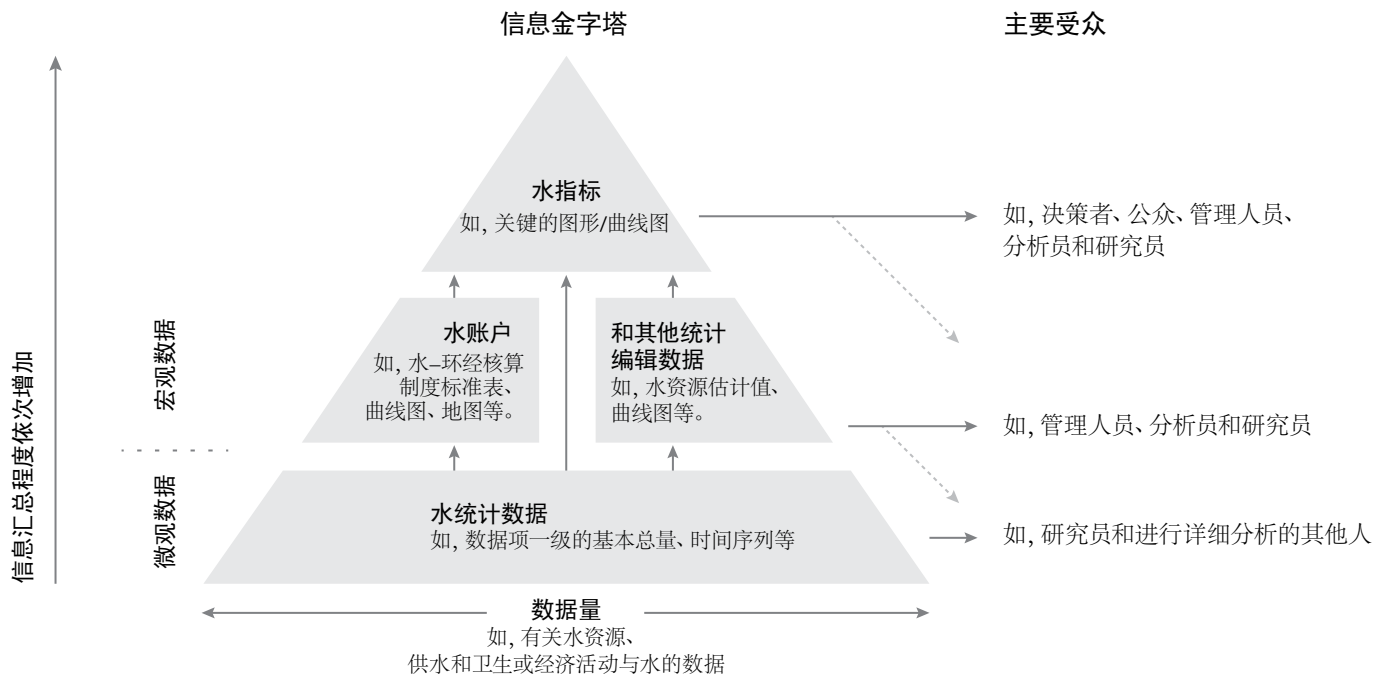 信息金字塔
主要受众
水指标
如, 关键的图形/曲线图
如, 决策者、公众、管理人员、
分析员和研究员
信息汇总程度依次增加
宏观数据
水账户
如, 水–环经核算
制度标准表、
曲线图、地图等。
和其他统计
编辑数据
如, 水资源估计值、
曲线图等。
如, 管理人员、分析员和研究员
微观数据
水统计数据
如, 数据项一级的基本总量、时间序列等
如, 研究员和进行详细分析的其他人
数据量
如, 有关水资源、
供水和卫生或经济活动与水的数据